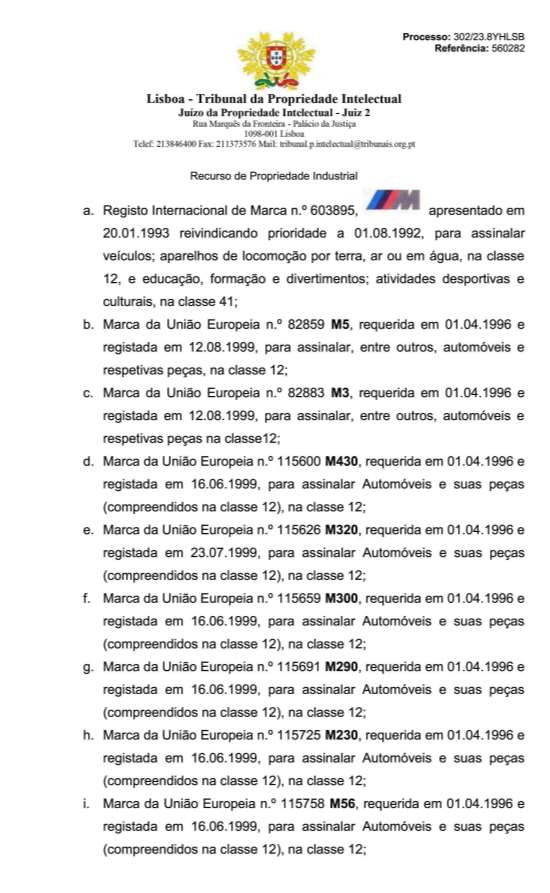 Processo: 302/23.8YHLSB
Referência: 560282
Lisboa - Tribunal da Propriedade Intelectual
Juízo da Propriedade Intelectual - Juiz 2
Rua Marquês da Fronteira - Palácio da Justiça
1098-001 Lisboa
Telef: 213846400 Fax: 211373576 Mail: tribunal.p.intelectual@tribunais.org.pt
Recurso de Propriedade Industrial
a. Registo Internacional de Marca n.º 603895, M apresentado em
20.01.1993 reivindicando prioridade a 01.08.1992, para assinalar
veículos; aparelhos de locomoção por terra, ar ou em água, na classe
12, e educação, formação e divertimentos; atividades desportivas e
culturais, na classe 41;
b. Marca da União Europeia n.º 82859 M5, requerida em 01.04.1996 e
registada em 12.08.1999, para assinalar, entre outros, automóveis e
respetivas peças, na classe 12;
c. Marca da União Europeia n.º 82883 M3, requerida em 01.04.1996 e
registada em 12.08.1999, para assinalar, entre outros, automóveis e
respetivas peças na classe12;
d. Marca da União Europeia n.º 115600 M430, requerida em 01.04.1996 e
registada em 16.06.1999, para assinalar Automóveis e suas peças
(compreendidos na classe 12), na classe 12;
e. Marca da União Europeia n.º 115626 M320, requerida em 01.04.1996 e
registada em 23.07.1999, para assinalar Automóveis e suas peças
(compreendidos na classe 12), na classe 12;
f. Marca da União Europeia n.º 115659 M300, requerida em 01.04.1996 e
registada em 16.06.1999, para assinalar Automóveis e suas peças
(compreendidos na classe 12), na classe 12;
g. Marca da União Europeia n.º 115691 M290, requerida em 01.04.1996 e
registada em 16.06.1999, para assinalar Automóveis e suas peças
(compreendidos na classe 12), na classe 12;
h. Marca da União Europeia n.º 115725 M230, requerida em 01.04.1996 e
registada em 16.06.1999, para assinalar Automóveis e suas peças
(compreendidos na classe 12), na classe 12;
i. Marca da União Europeia n.º 115758 M56, requerida em 01.04.1996 e
registada em 16.06.1999, para assinalar Automóveis e suas peças
(compreendidos na classe 12), na classe 12;